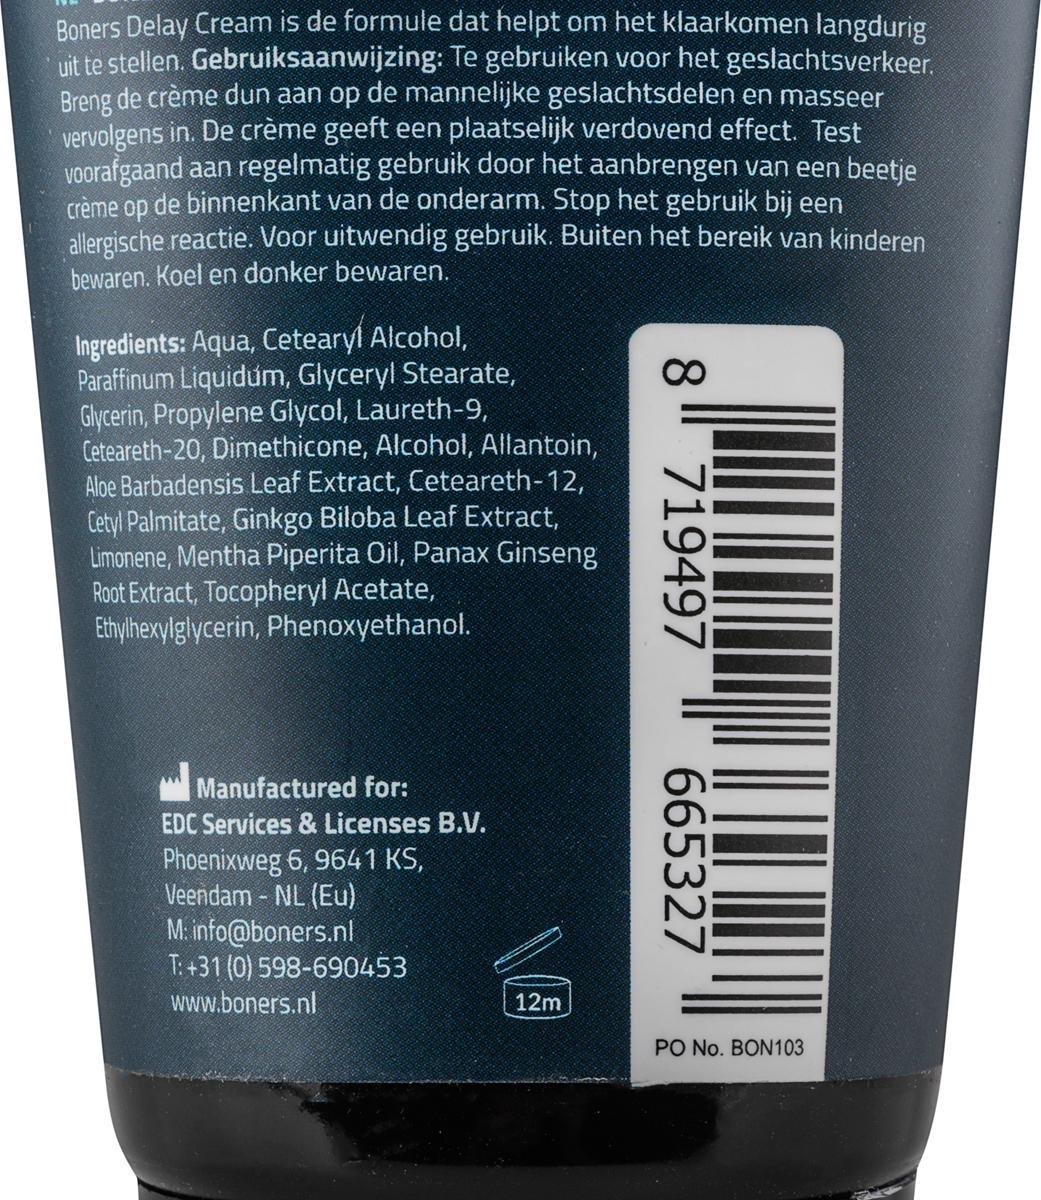 Boners Delay Cream is de formule dat helpt om het klaarkomen langdurig
uit te stellen. Gebruiksaanwijzing: Te gebruiken voor het geslachtsverkeer.
Breng de crème dun aan op de mannelijke geslachtsdelen en masseer
vervolgens in. De crème geeft een plaatselijk verdovend effect. Test
voorafgaand aan regelmatig gebruik door het aanbrengen van een beetje
crème op de binnenkant van de onderarm. Stop het gebruik bij een
allergische reactie. Voor uitwendig gebruik. Buiten het bereik van kinderen
bewaren. Koel en donker bewaren.
Ingredients: Aqua, Cetearyl Alcohol,
Paraffinum Liquidum, Glyceryl Stearate,
Glycerin, Propylene Glycol, Laureth-9,
Ceteareth-20, Dimethicone, Alcohol, Allantoin,
Aloe Barbadensis Leaf Extract, Ceteareth-12,
Cetyl Palmitate, Ginkgo Biloba Leaf Extract,
Limonene, Mentha Piperita Oil, Panax Ginseng
Root Extract, Tocopheryl Acetate,
Ethylhexylglycerin, Phenoxyethanol.
Manufactured for:
EDC Services & Licenses B.V.
Phoenixweg 6, 9641 KS,
Veendam - NL (Eu)
M: info@boners.nl
T: +31 (0) 598-690453
www.boners.nl
12m
8 719497 665327
PO No. BON103